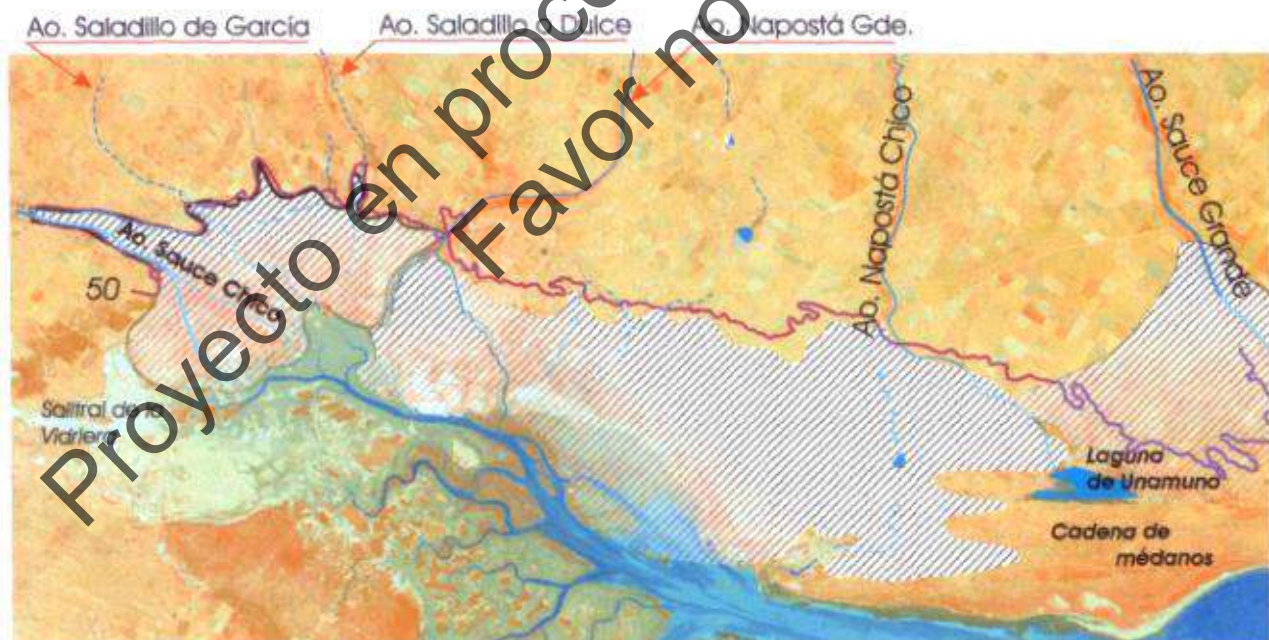 Ao. Saladillo de García
Ao. Saladillo o Dulce
Ao. Napostá Gde.
Ao. Napostá Chico
Ao. Sauce Grande
Ao. Sauce Chico
50
Salitral de la
Vidriera
Laguna
de Unamuno
Cadena de
médanos
Proyecto en proc
Favor no